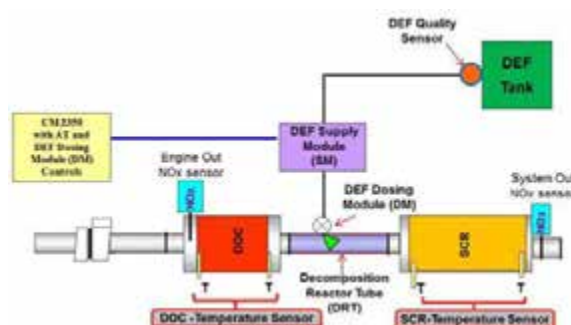 DEF Quality
Sensor
DEF
Tank
CM2350
with AT and
DEF Dosing
Module (DM)
Controls
DEF Supply
Module
(SM)
Engine Out
NOx sensor
NOx
DEF Dosing
Module (DM)
System Out
NOx sensor
NOx
DOC
SCR
T
T
Decomposition
Reactor Tube
(DRT)
T
T
DOC -Temperature Sensor
SCR-Temperature Sensor